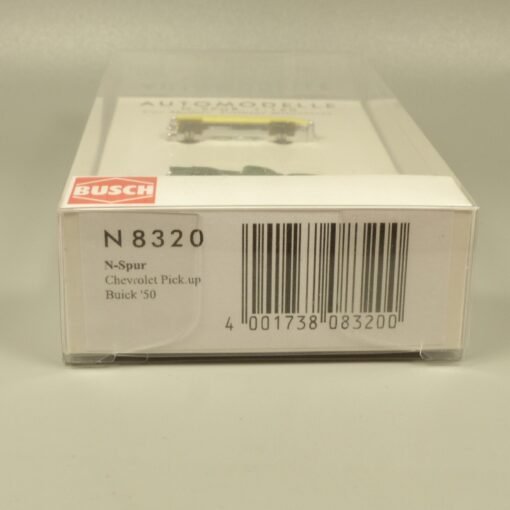 AUTOMODELLE
BUSCH
N 8320
N-Spur
Chevrolet Pick.up
Buick '50
4 001738 083200